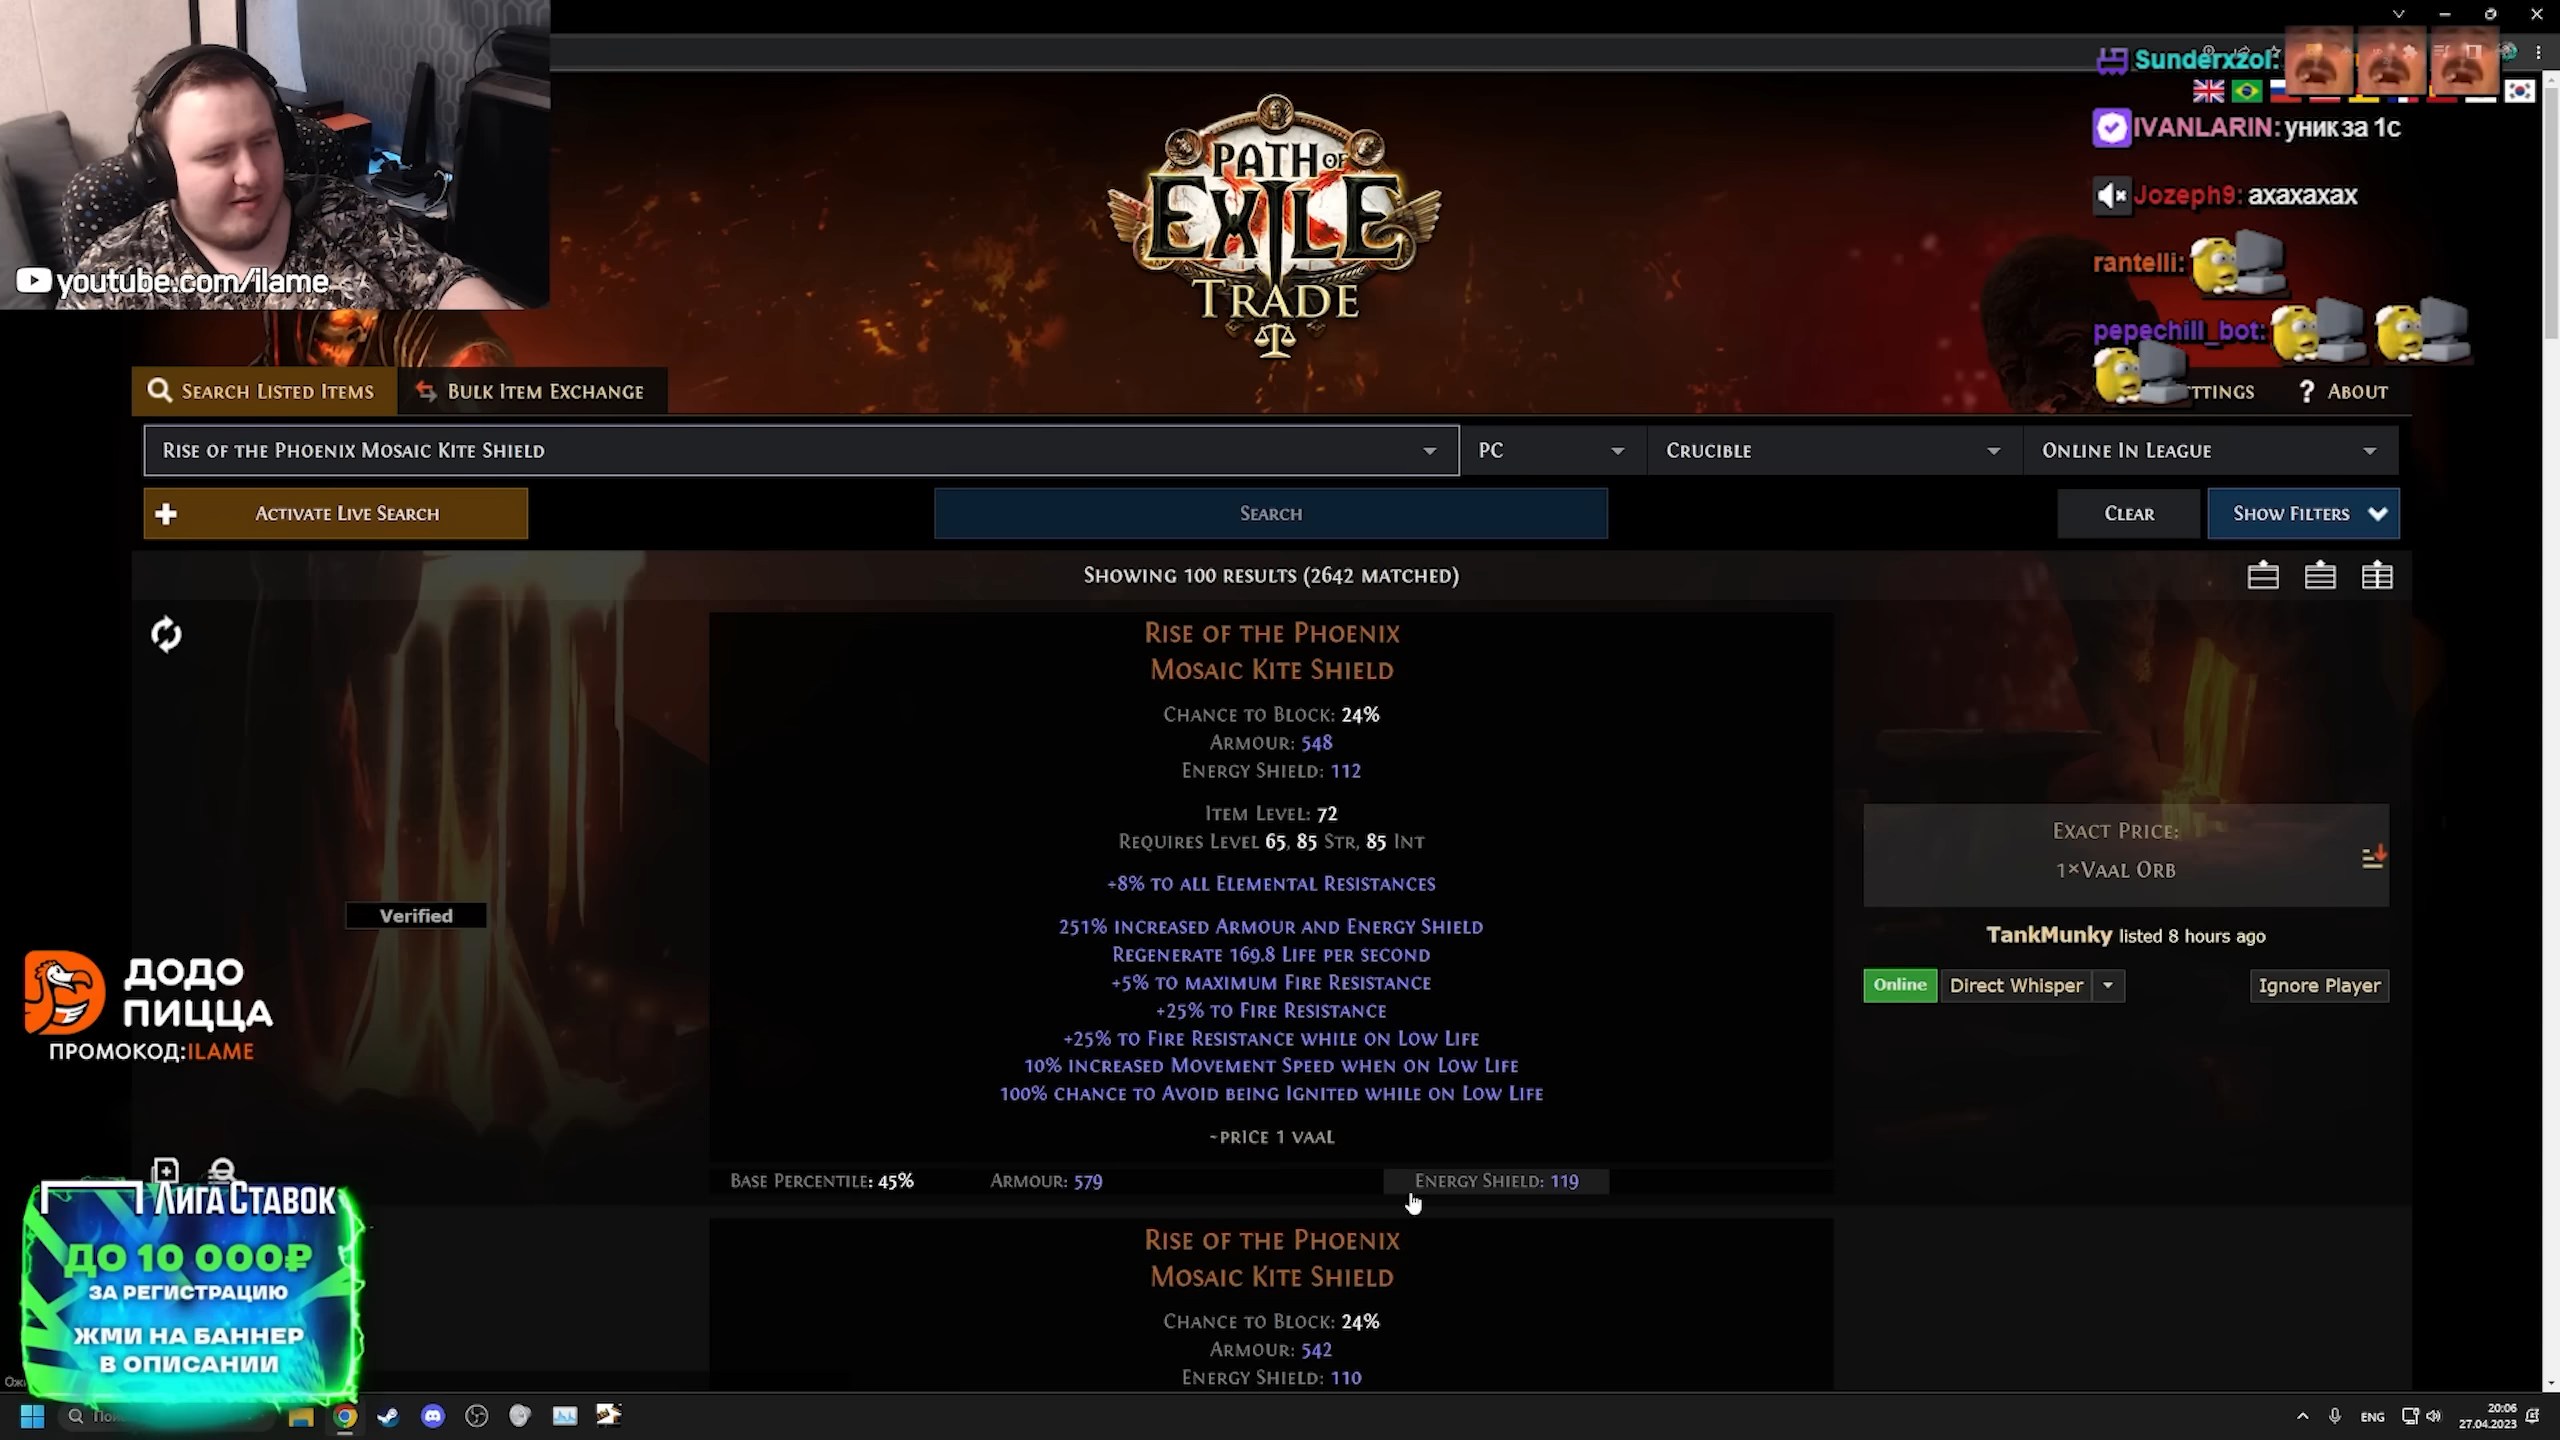 youtube.com/ilame
Sunderxzol:
IVANLARIN: уник за 1с
Jozeph9: ахахахах
rantelli:
pepechill_bot:
PATH OF
EXILE
TRADE
SEARCH LISTED ITEMS
BULK ITEM EXCHANGE
TTINGS
? ABOUT
RISE OF THE PHOENIX MOSAIC KITE SHIELD
PC
CRUCIBLE
ONLINE IN LEAGUE
ACTIVATE LIVE SEARCH
SEARCH
CLEAR
SHOW FILTERS
SHOWING 100 RESULTS (2642 MATCHED)
RISE OF THE PHOENIX
MOSAIC KITE SHIELD
CHANCE TO BLOCK: 24%
ARMOUR: 548
ENERGY SHIELD: 112
ITEM LEVEL: 72
REQUIRES LEVEL 65, 85 STR, 85 INT
+8% TO ALL ELEMENTAL RESISTANCES
251% INCREASED ARMOUR AND ENERGY SHIELD
REGENERATE 169.8 LIFE PER SECOND
+5% TO MAXIMUM FIRE RESISTANCE
+25% TO FIRE RESISTANCE
+25% TO FIRE RESISTANCE WHILE ON LOW LIFE
10% INCREASED MOVEMENT SPEED WHEN ON LOW LIFE
100% CHANCE TO AVOID BEING IGNITED WHILE ON LOW LIFE
~PRICE 1 VAAL
BASE PERCENTILE: 45%
ARMOUR: 579
ENERGY SHIELD: 119
Verified
EXACT PRICE:
1×VAAL ORB
TankMunky listed 8 hours ago
Online
Direct Whisper
Ignore Player
RISE OF THE PHOENIX
MOSAIC KITE SHIELD
CHANCE TO BLOCK: 24%
ARMOUR: 542
ENERGY SHIELD: 110
ДОДО
ПИЦЦА
ПРОМОКОД:ILAME
ЛИГА СТАВОК
ДО 10 000₽
ЗА РЕГИСТРАЦИЮ
ЖМИ НА БАННЕР
В ОПИСАНИИ
ENG
20:06
27.04.2023